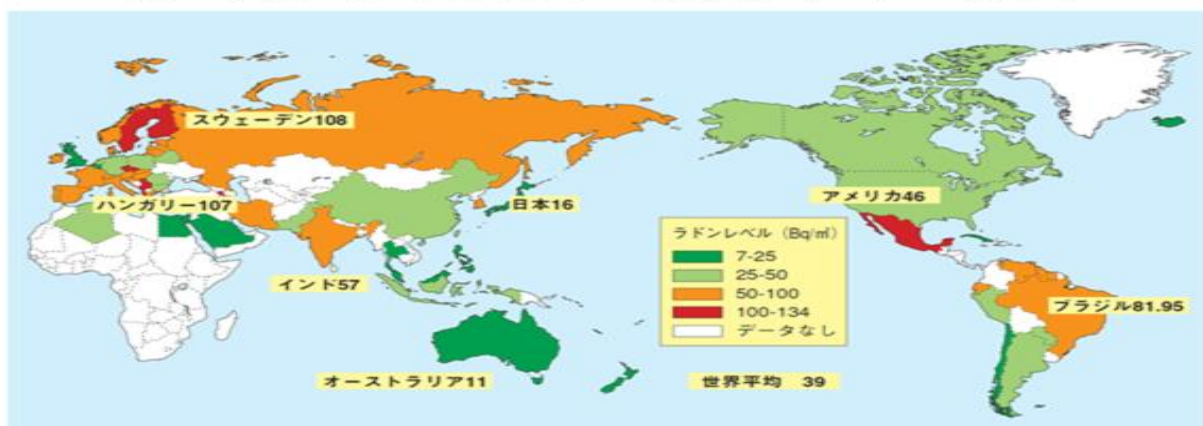 スウェーデン108
ハンガリー107
日本16
アメリカ46
ラドンレベル (Bq/㎥)
7-25
25-50
50-100
100-134
データなし
インド57
ブラジル81.95
オーストラリア11
世界平均 39